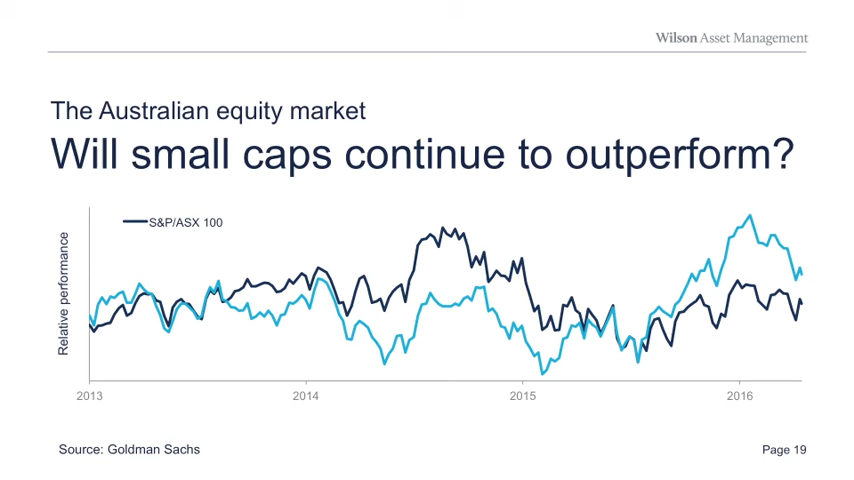 Wilson Asset Management
The Australian equity market
Will small caps continue to outperform?
S&P/ASX 100
Relative performance
2013 2014 2015 2016
Source: Goldman Sachs
Page 19